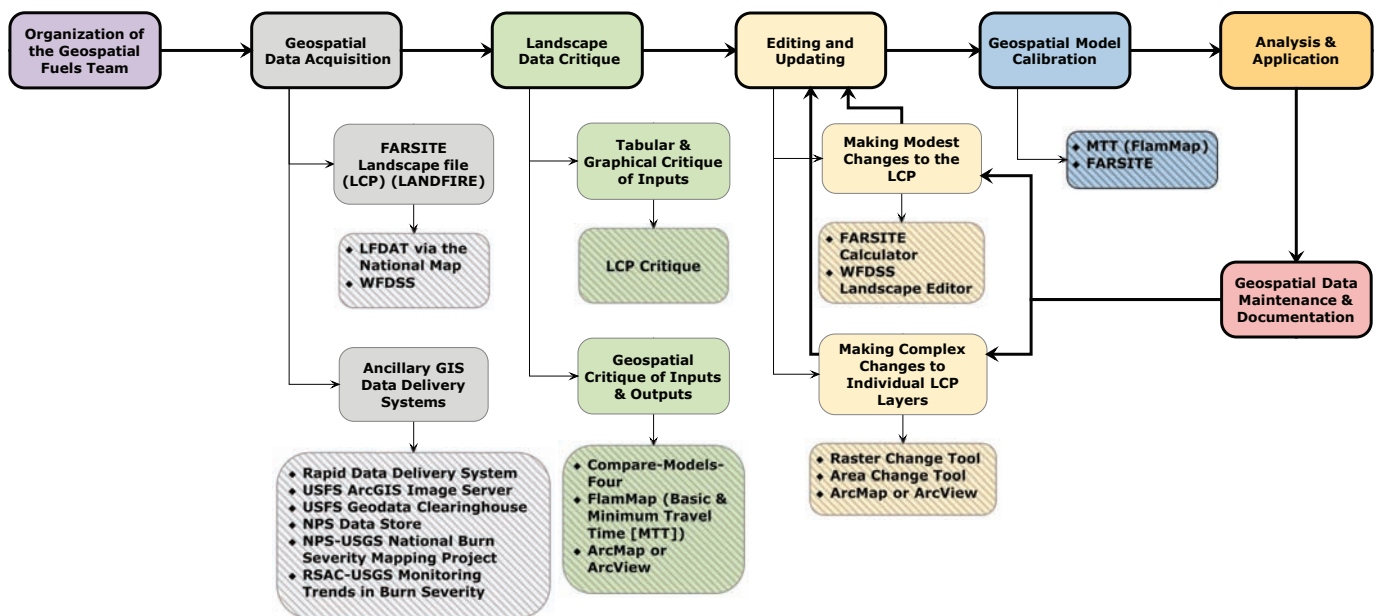 Organization of
the Geospatial
Fuels Team
Geospatial
Data Acquisition
Landscape
Data Critique
Editing and
Updating
Geospatial Model
Calibration
Analysis &
Application
FARSITE
Landscape file
(LCP) (LANDFIRE)
◆ LFDAT via the
National Map
◆ WFDSS
Ancillary GIS
Data Delivery
Systems
◆ Rapid Data Delivery System
◆ USFS ArcGIS Image Server
◆ USFS Geodata Clearinghouse
◆ NPS Data Store
◆ NPS-USGS National Burn
Severity Mapping Project
◆ RSAC-USGS Monitoring
Trends in Burn Severity
Tabular &
Graphical Critique
of Inputs
LCP Critique
Geospatial
Critique of Inputs
& Outputs
◆ Compare-Models-
Four
◆ FlamMap (Basic &
Minimum Travel
Time [MTT])
◆ ArcMap or
ArcView
Making Modest
Changes to the
LCP
◆ FARSITE
Calculator
◆ WFDSS
Landscape Editor
Making Complex
Changes to
Individual LCP
Layers
◆ Raster Change Tool
◆ Area Change Tool
◆ ArcMap or ArcView
◆ MTT (FlamMap)
◆ FARSITE
Geospatial Data
Maintenance &
Documentation